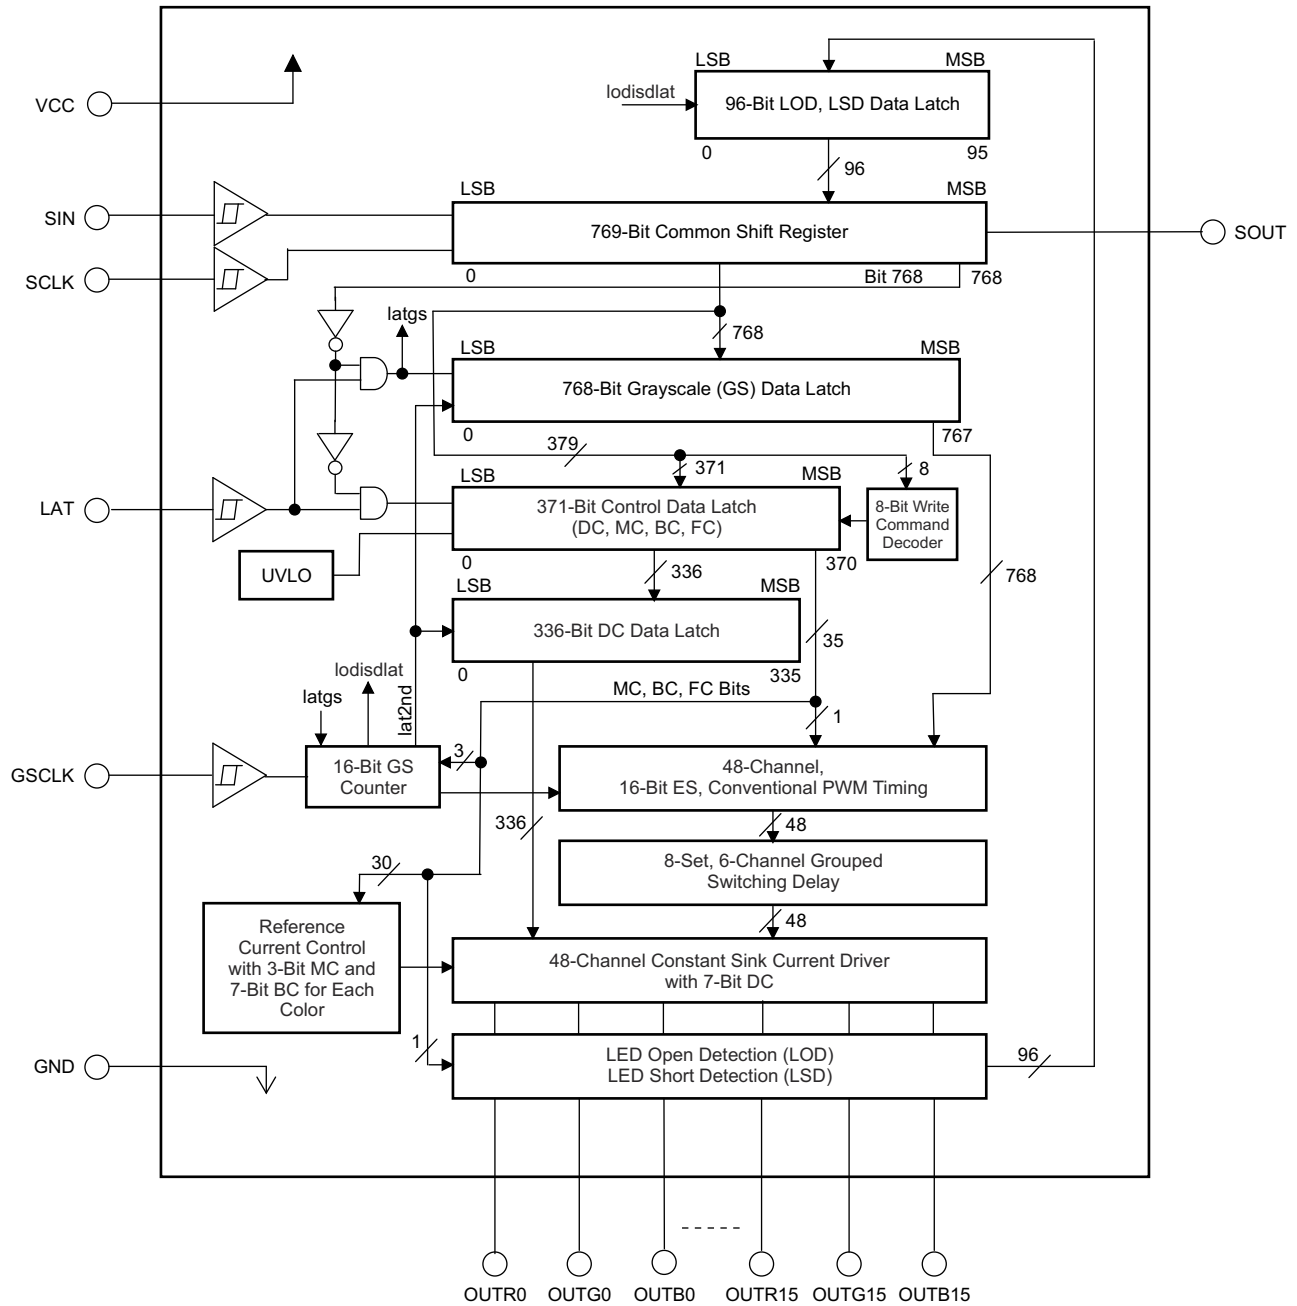 LSB MSB
VCC
lodisdlat
96-Bit LOD, LSD Data Latch
0 95
96
LSB MSB
SIN
769-Bit Common Shift Register
SOUT
SCLK
0 Bit 768 768
latgs
768
LSB MSB
768-Bit Grayscale (GS) Data Latch
0 767
379
371
8
LSB MSB
LAT
371-Bit Control Data Latch
(DC, MC, BC, FC)
8-Bit Write
Command
Decoder
0 370
UVLO
336
768
LSB MSB
336-Bit DC Data Latch
35
0 335
lodisdlat
latgs
lat2nd
MC, BC, FC Bits
1
GSCLK
16-Bit GS
Counter
3
48-Channel,
16-Bit ES, Conventional PWM Timing
336
48
30
8-Set, 6-Channel Grouped
Switching Delay
48
Reference
Current Control
with 3-Bit MC and
7-Bit BC for Each
Color
48-Channel Constant Sink Current Driver
with 7-Bit DC
1
GND
LED Open Detection (LOD)
LED Short Detection (LSD)
96
OUTR0 OUTG0 OUTB0 OUTR15 OUTG15 OUTB15